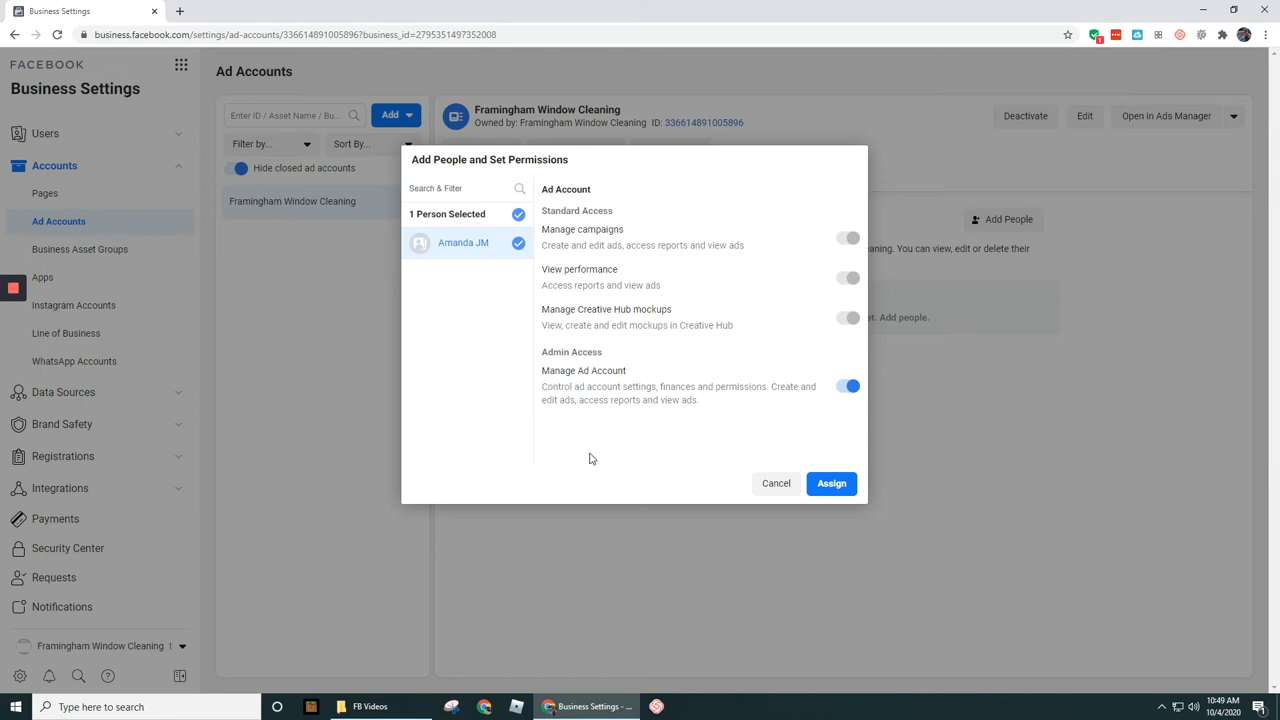 Business Settings
business.facebook.com/settings/ad-accounts/336614891005896?business_id=2795351497352008
1
FACEBOOK
Business Settings
Users
Accounts
Pages
Ad Accounts
Business Asset Groups
Apps
Instagram Accounts
Line of Business
WhatsApp Accounts
Data Sources
Brand Safety
Registrations
Integrations
Payments
Security Center
Requests
Notifications
Framingham Window Cleaning
Ad Accounts
Enter ID / Asset Name / Bu...
Add
Filter by...
Sort By...
Hide closed ad accounts
Framingham Window Cleaning
Framingham Window Cleaning
Owned by: Framingham Window Cleaning ID: 336614891005896
Deactivate
Edit
Open in Ads Manager
Add People
You can view, edit or delete their
Add people.
Add People and Set Permissions
Search & Filter
1 Person Selected
Amanda JM
Ad Account
Standard Access
Manage campaigns
Create and edit ads, access reports and view ads
View performance
Access reports and view ads
Manage Creative Hub mockups
View, create and edit mockups in Creative Hub
Admin Access
Manage Ad Account
Control ad account settings, finances and permissions. Create and
edit ads, access reports and view ads.
Cancel
Assign
Type here to search
FB Videos
Business Settings - ...
10:49 AM
10/4/2020